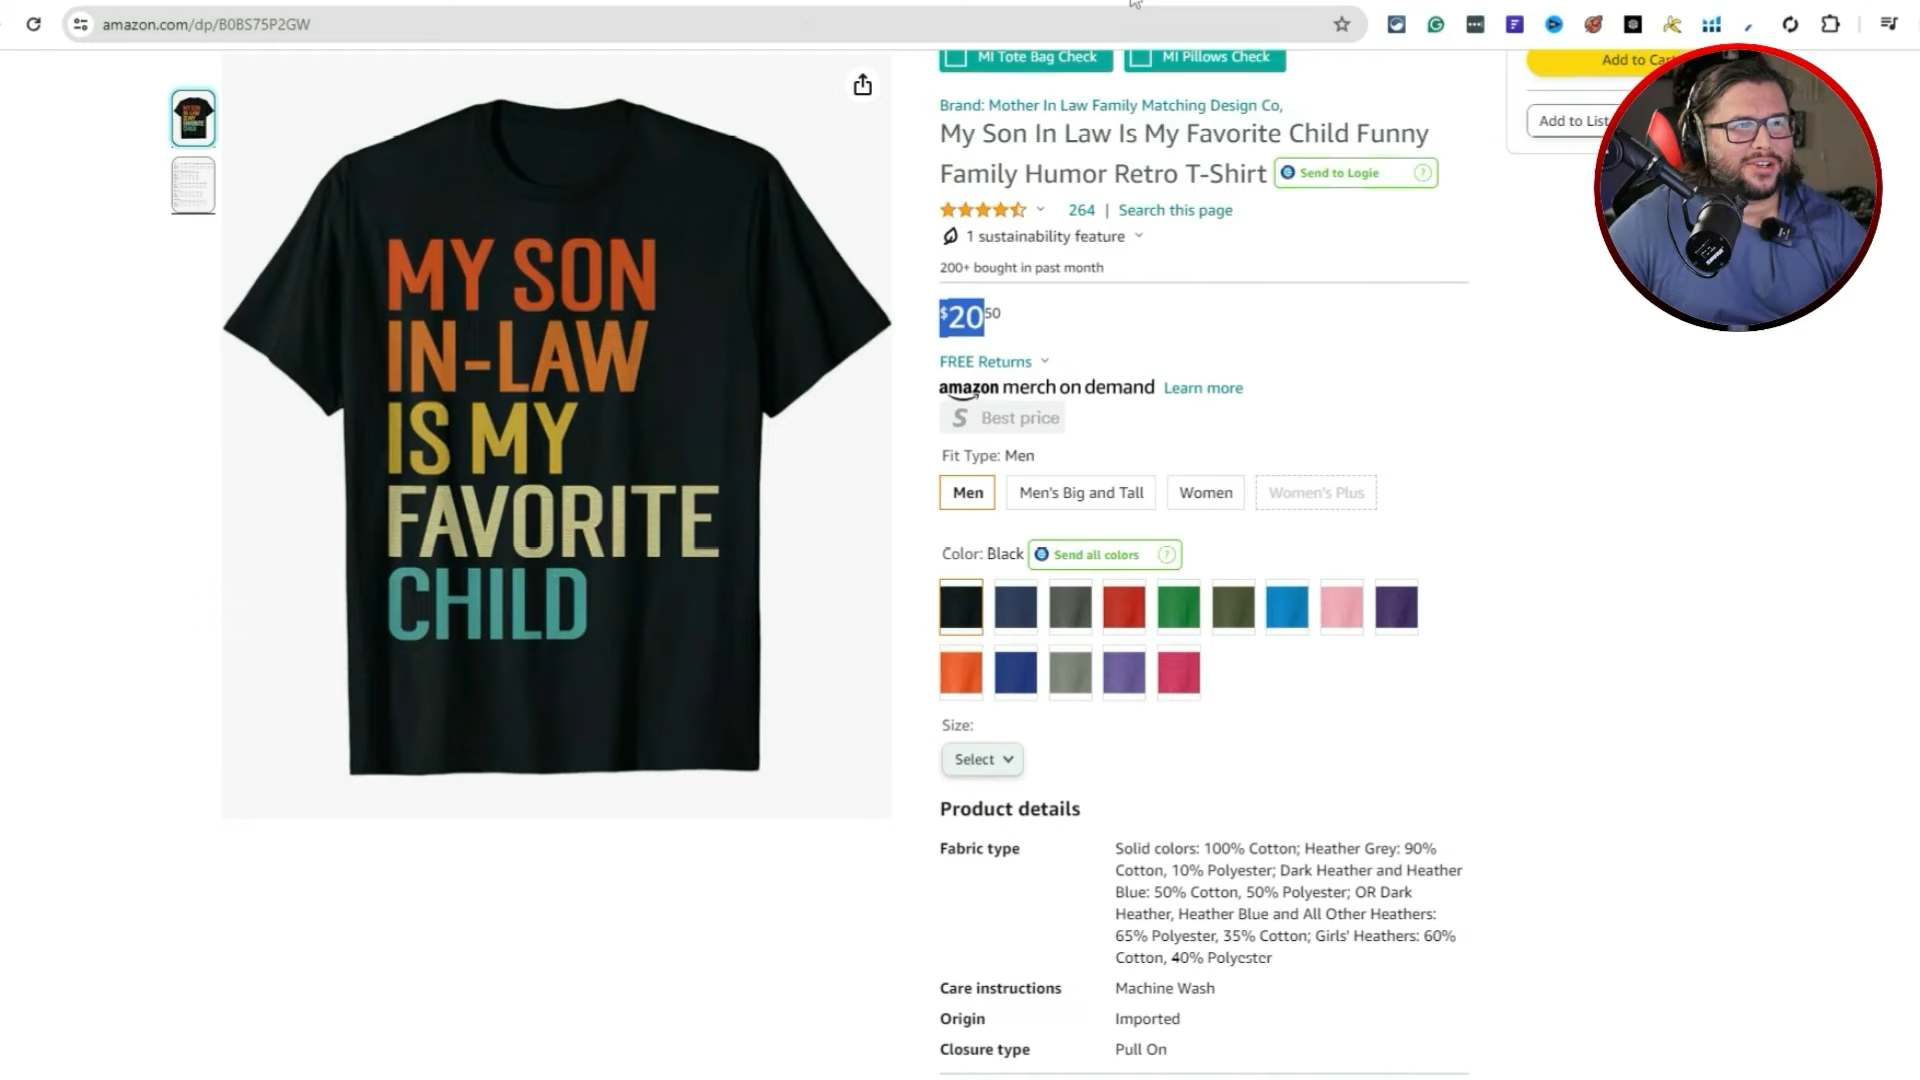 amazon.com/dp/B0BS75P2GW
MI Tote Bag Check
MI Pillows Check
Add to Cart
Add to List
Brand: Mother In Law Family Matching Design Co,
My Son In Law Is My Favorite Child Funny
Family Humor Retro T-Shirt
Send to Logie ?
264 | Search this page
1 sustainability feature
200+ bought in past month
$20 50
FREE Returns
amazon merch on demand Learn more
S Best price
Fit Type: Men
Men
Men's Big and Tall
Women
Women's Plus
Color: Black
Send all colors ?
Size:
Select
Product details
Fabric type
Solid colors: 100% Cotton; Heather Grey: 90%
Cotton, 10% Polyester; Dark Heather and Heather
Blue: 50% Cotton, 50% Polyester; OR Dark
Heather, Heather Blue and All Other Heathers:
65% Polyester, 35% Cotton; Girls' Heathers: 60%
Cotton, 40% Polyester
Care instructions
Machine Wash
Origin
Imported
Closure type
Pull On
MY SON
IN-LAW
IS MY
FAVORITE
CHILD